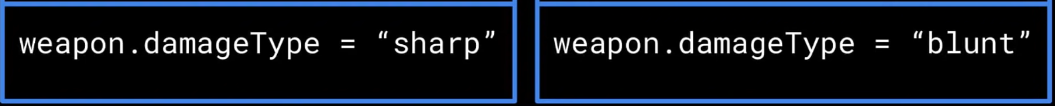 weapon.damageType = “sharp”
weapon.damageType = “blunt”